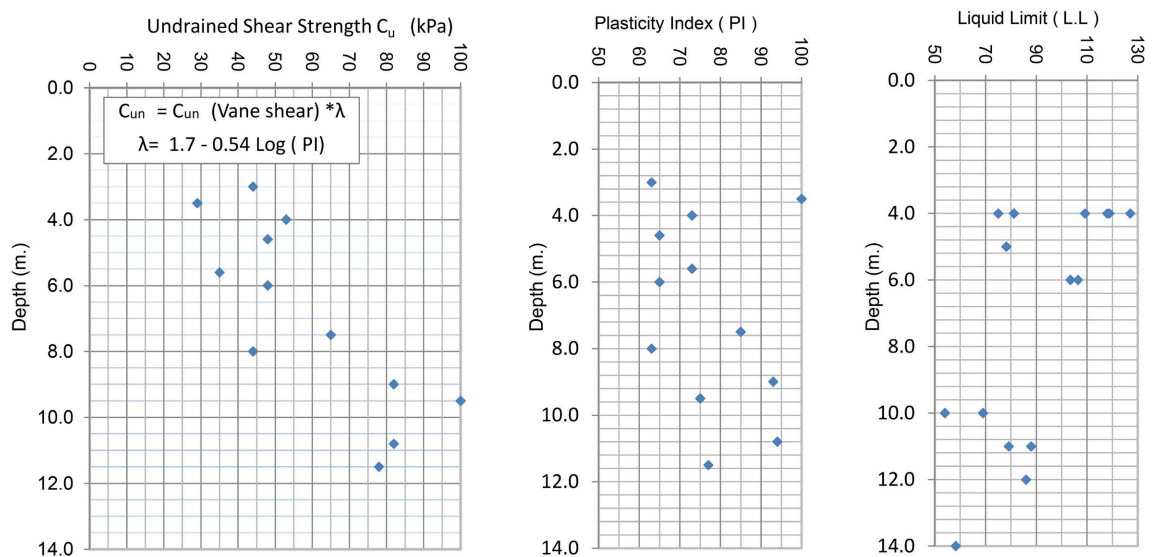 Undrained Shear Strength Cu (kPa)
0 10 20 30 40 50 60 70 80 90 100
Cun = Cun (Vane shear) *λ
λ= 1.7 - 0.54 Log ( PI)
Depth (m.)
0.0
2.0
4.0
6.0
8.0
10.0
12.0
14.0
Plasticity Index ( PI )
50 60 70 80 90 100
Depth (m.)
0.0
2.0
4.0
6.0
8.0
10.0
12.0
14.0
Liquid Limit ( L.L )
50 70 90 110 130
Depth (m.)
0.0
2.0
4.0
6.0
8.0
10.0
12.0
14.0